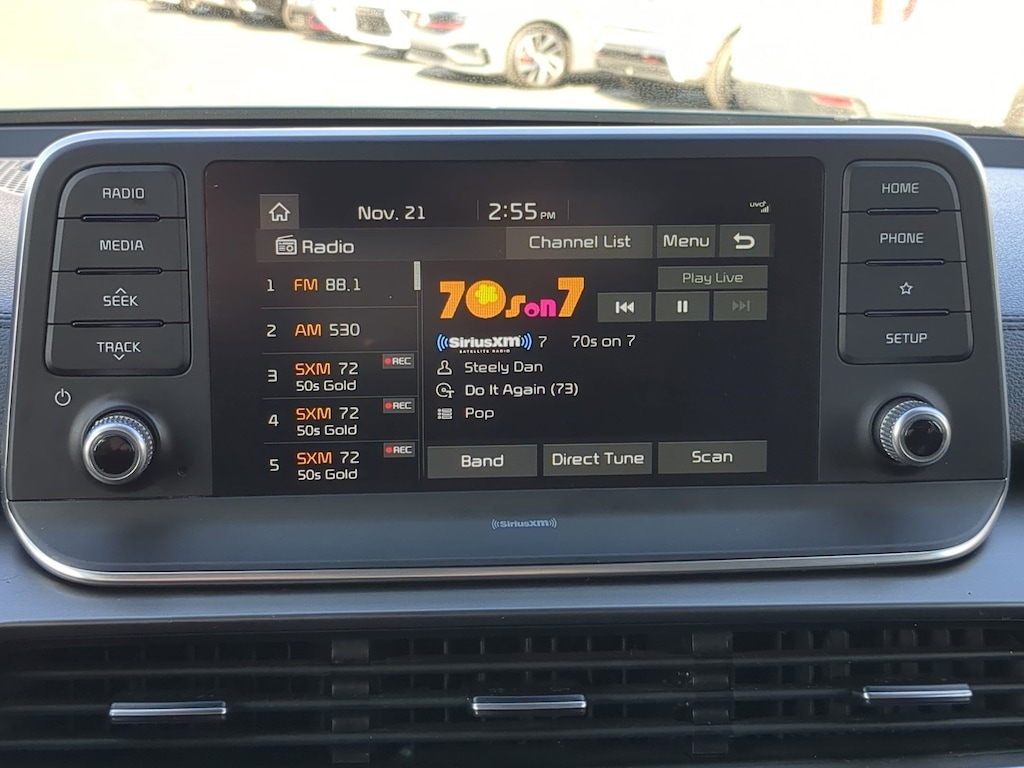 RADIO
MEDIA
SEEK
TRACK
Nov. 21
2:55 PM
UVO
Radio
Channel List
Menu
1 FM 88.1
2 AM 530
3 SXM 72 REC
50s Gold
4 SXM 72 REC
50s Gold
5 SXM 72 REC
50s Gold
70s on 7
Play Live
((SiriusXM)) 7 70s on 7
SATELLITE RADIO
Steely Dan
Do It Again (73)
Pop
Band
Direct Tune
Scan
HOME
PHONE
SETUP
((SiriusXM))